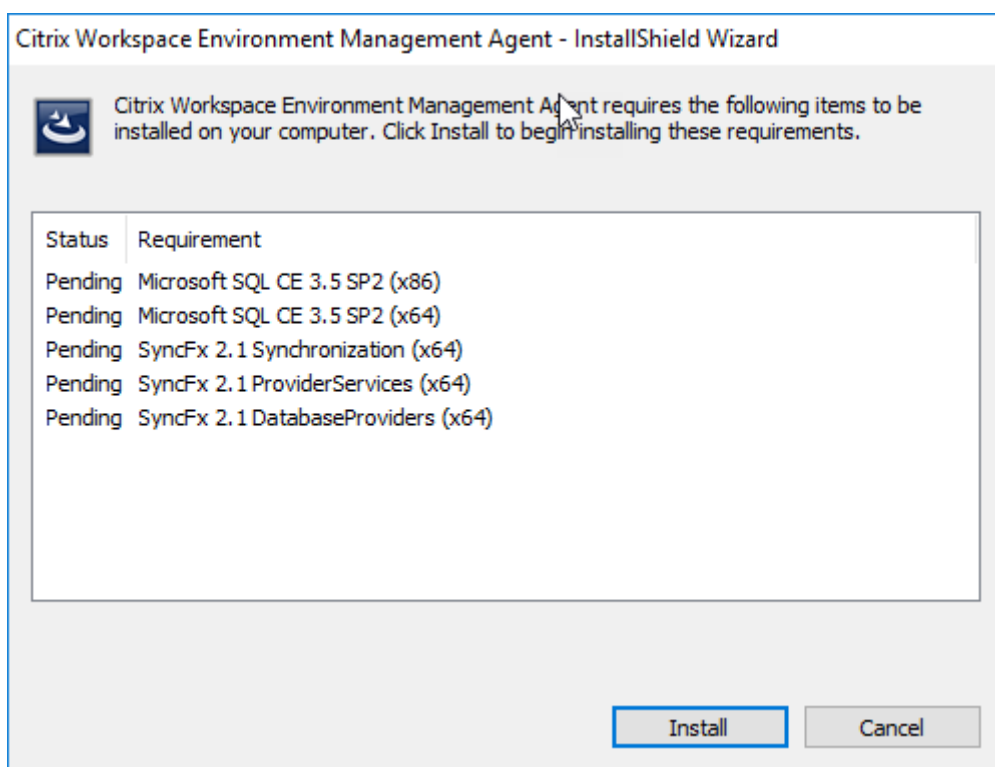 Citrix Workspace Environment Management Agent - InstallShield Wizard
Citrix Workspace Environment Management Agent requires the following items to be
installed on your computer. Click Install to begin installing these requirements.
Status Requirement
Pending Microsoft SQL CE 3.5 SP2 (x86)
Pending Microsoft SQL CE 3.5 SP2 (x64)
Pending SyncFx 2.1 Synchronization (x64)
Pending SyncFx 2.1 ProviderServices (x64)
Pending SyncFx 2.1 DatabaseProviders (x64)
Install Cancel